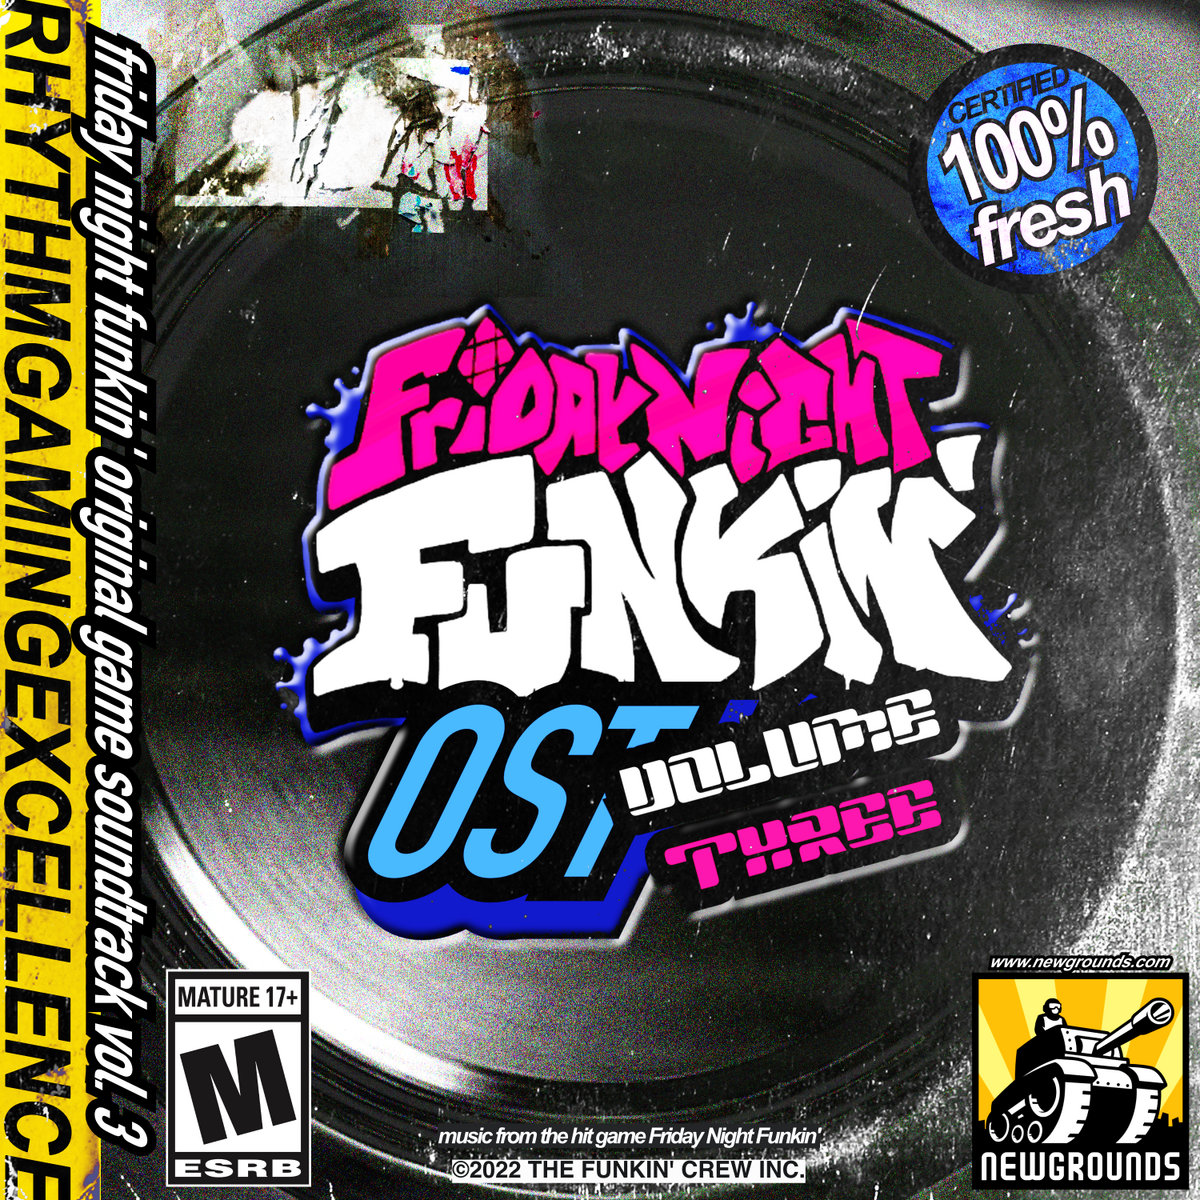 RHYTHMGAMINGEXCELLENCE
friday night funkin' original game soundtrack vol. 3
CERTIFIED
100%
fresh
FRiDAY NiGHT
FUNKiN'
OST
VOLUME
THREE
www.newgrounds.com
MATURE 17+
M
ESRB
NEWGROUNDS
music from the hit game Friday Night Funkin'
©2022 THE FUNKIN' CREW INC.